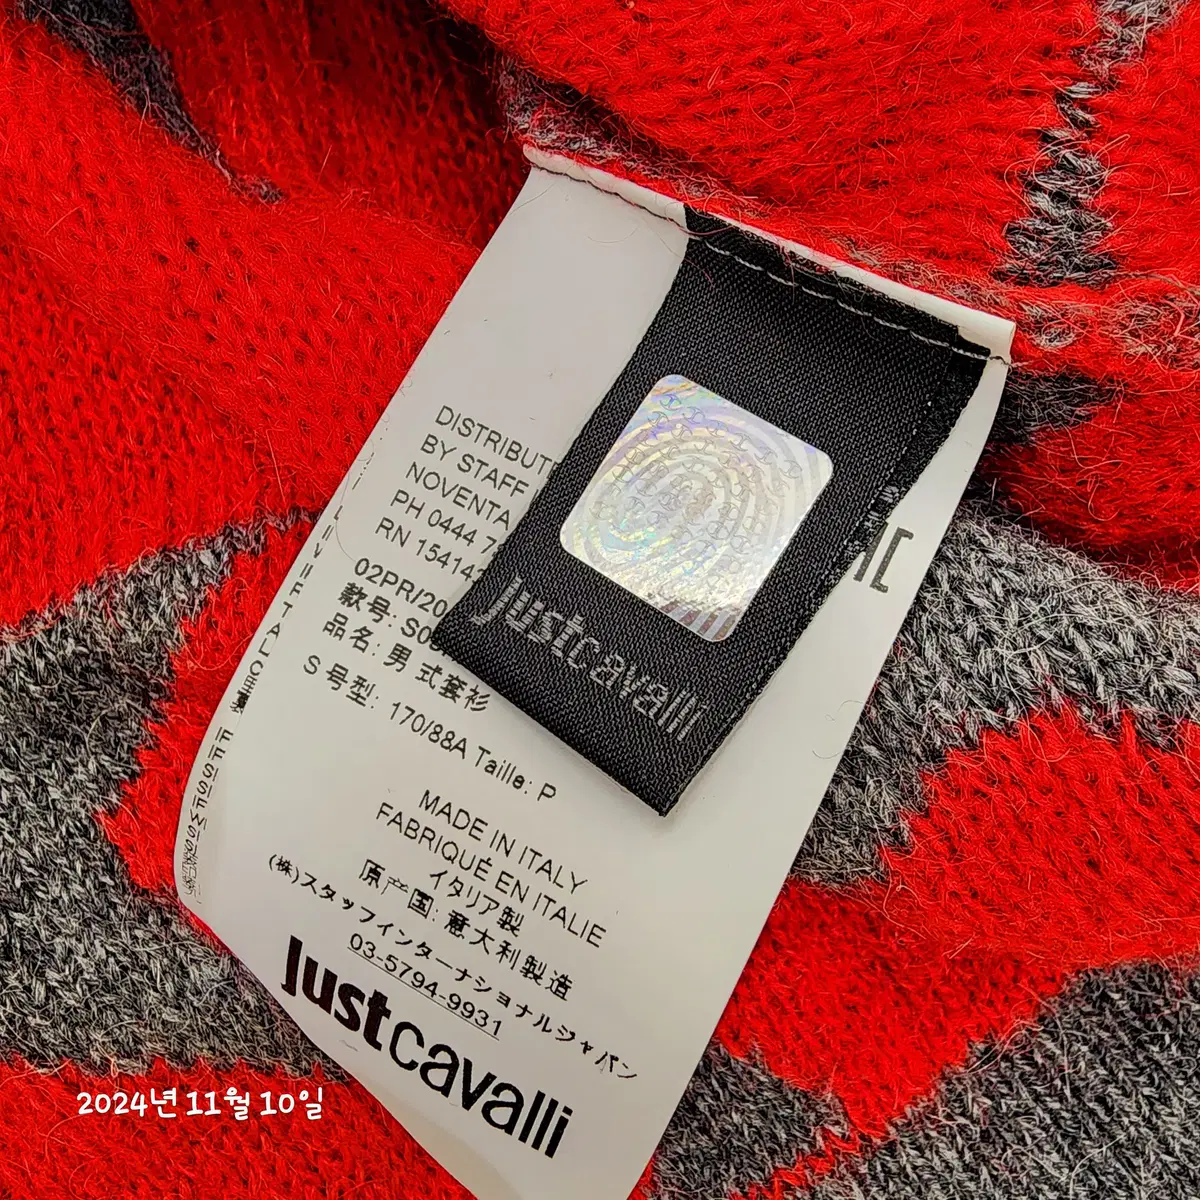 DISTRIBUT
BY STAFF
NOVENTA
PH 0444 7
RN 15414
02PR/20
款号: S0
品名: 男式套衫
S 号型: 170/88A Taille: P
MADE IN ITALY
FABRIQUÉ EN ITALIE
イタリア製
原产国: 意大利製造
(株)スタッフインターナショナルジャパン
03-5794-9931
justcavalli
justcavalli
2024년 11월 10일